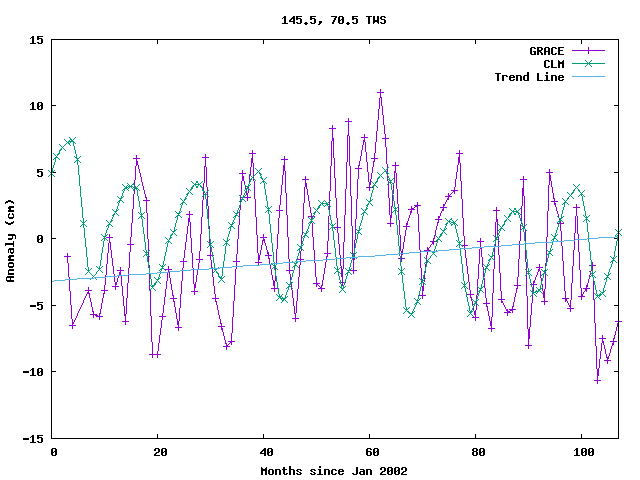 145.5, 70.5 TWS
GRACE
CLM
Trend Line
15
10
5
0
-5
-10
-15
Anomaly (cm)
0 20 40 60 80 100
Months since Jan 2002